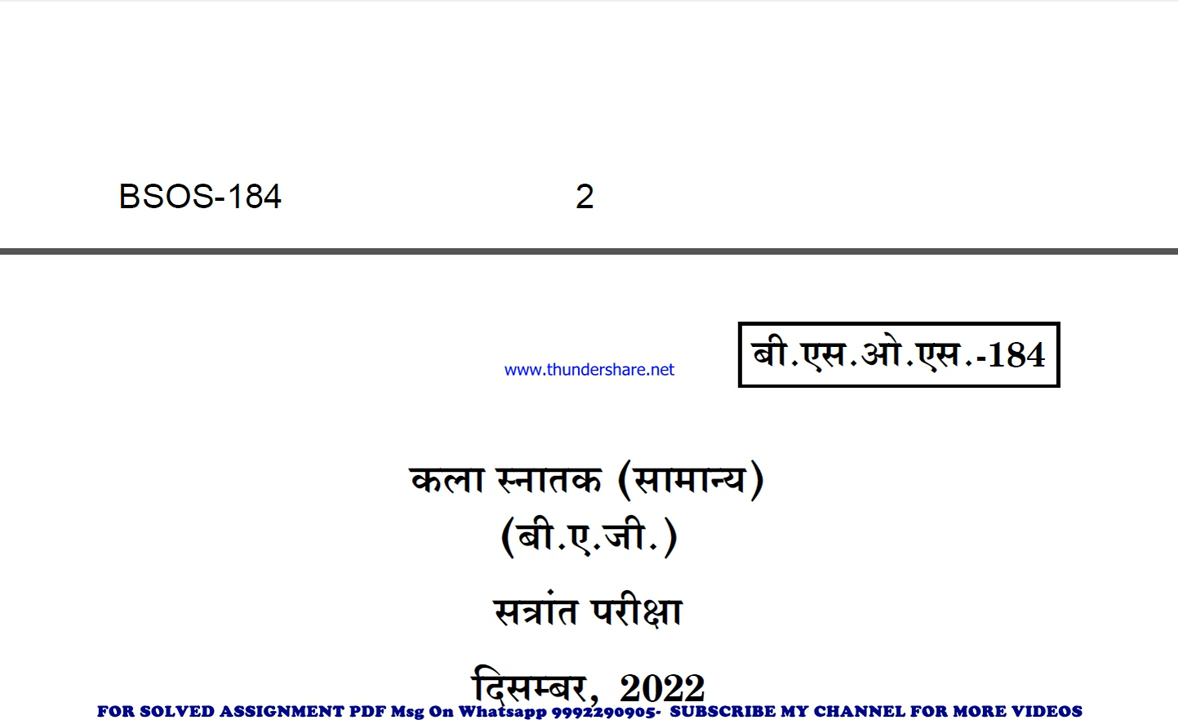 BSOS-184 2
बी.एस.ओ.एस.-184
www.thundershare.net
कला स्नातक (सामान्य)
(बी.ए.जी.)
सत्रांत परीक्षा
दिसम्बर, 2022
FOR SOLVED ASSIGNMENT PDF Msg On Whatsapp 9992290905- SUBSCRIBE MY CHANNEL FOR MORE VIDEOS